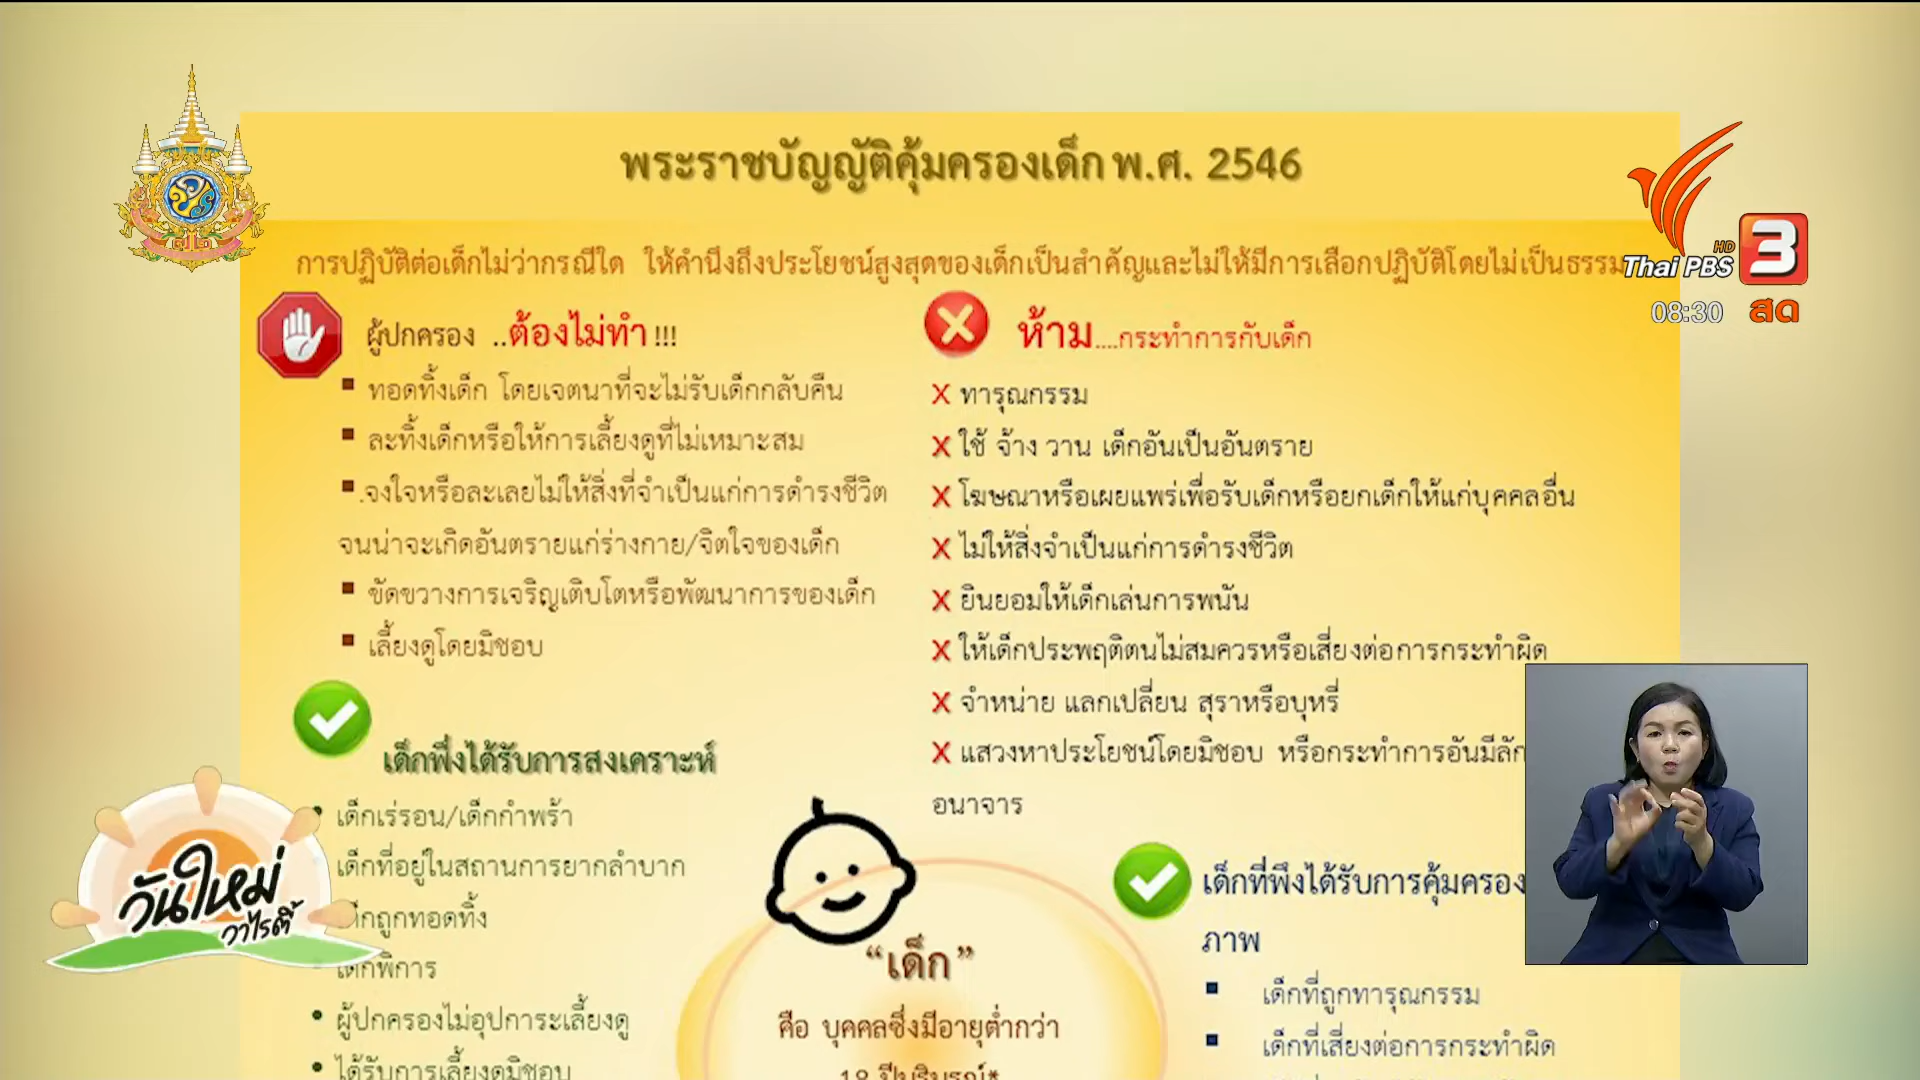 พระราชบัญญัติคุ้มครองเด็ก พ.ศ. 2546
การปฏิบัติต่อเด็กไม่ว่ากรณีใด ให้คำนึงถึงประโยชน์สูงสุดของเด็กเป็นสำคัญและไม่ให้มีการเลือกปฏิบัติโดยไม่เป็นธรรม
HD
Thai PBS 3
08:30 สด
ผู้ปกครอง ..ต้องไม่ทำ !!!
ทอดทิ้งเด็ก โดยเจตนาที่จะไม่รับเด็กกลับคืน
ละทิ้งเด็กหรือให้การเลี้ยงดูที่ไม่เหมาะสม
.จงใจหรือละเลยไม่ให้สิ่งที่จำเป็นแก่การดำรงชีวิต
จนน่าจะเกิดอันตรายแก่ร่างกาย/จิตใจของเด็ก
ขัดขวางการเจริญเติบโตหรือพัฒนาการของเด็ก
เลี้ยงดูโดยมิชอบ
ห้าม....กระทำการกับเด็ก
X ทารุณกรรม
X ใช้ จ้าง วาน เด็กอันเป็นอันตราย
X โฆษณาหรือเผยแพร่เพื่อรับเด็กหรือยกเด็กให้แก่บุคคลอื่น
X ไม่ให้สิ่งจำเป็นแก่การดำรงชีวิต
X ยินยอมให้เด็กเล่นการพนัน
X ให้เด็กประพฤติตนไม่สมควรหรือเสี่ยงต่อการกระทำผิด
X จำหน่าย แลกเปลี่ยน สุราหรือบุหรี่
X แสวงหาประโยชน์โดยมิชอบ หรือกระทำการอันมีลัก
อนาจาร
เด็กพึ่งได้รับการสงเคราะห์
เด็กเร่ร่อน/เด็กกำพร้า
เด็กที่อยู่ในสถานการยากลำบาก
เด็กถูกทอดทิ้ง
เด็กพิการ
ผู้ปกครองไม่อุปการะเลี้ยงดู
ได้รับการเลี้ยงดูมิชอบ
วันใหม่
วาไรตี้
“เด็ก”
คือ บุคคลซึ่งมีอายุต่ำกว่า
18 ปีบริบูรณ์*
เด็กที่พึงได้รับการคุ้มครอง
ภาพ
เด็กที่ถูกทารุณกรรม
เด็กที่เสี่ยงต่อการกระทำผิด